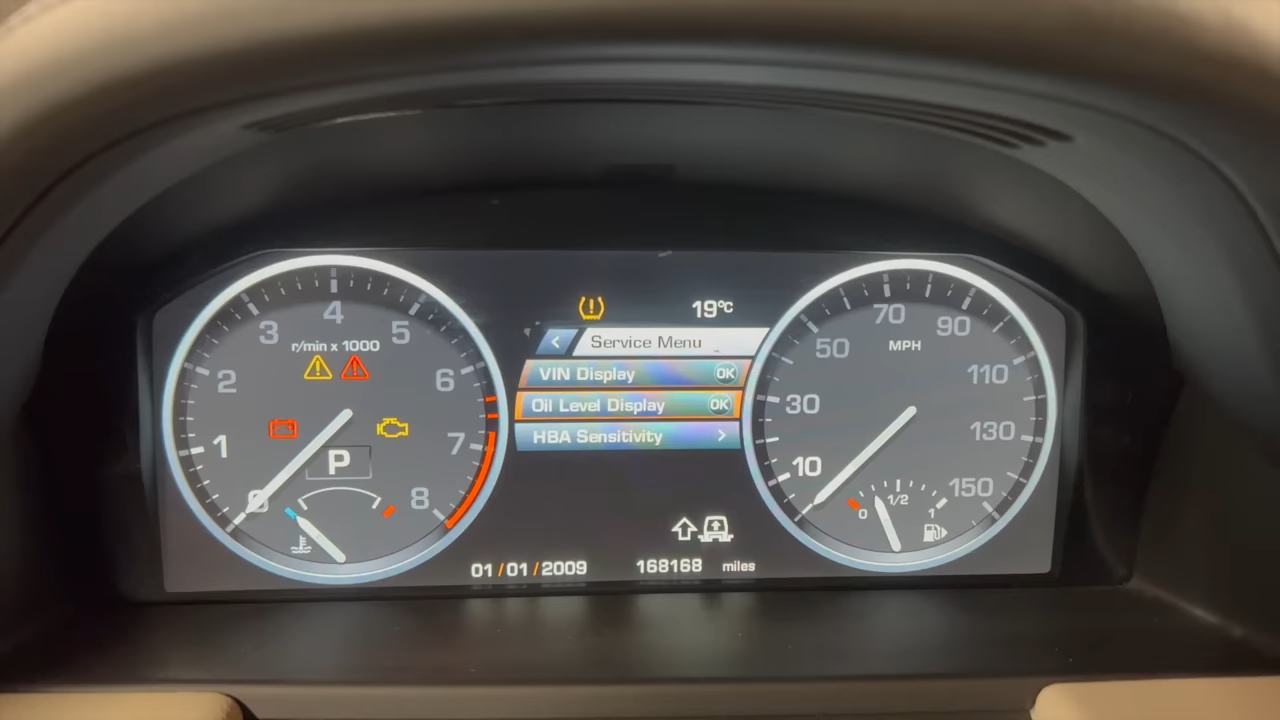 4
3
5
r/min x 1000
2
6
1
7
P
0
8
19°C
Service Menu
VIN Display OK
Oil Level Display OK
HBA Sensitivity
01/01/2009
168168 miles
70
50
90
MPH
110
30
130
10
150
0
1/2
1